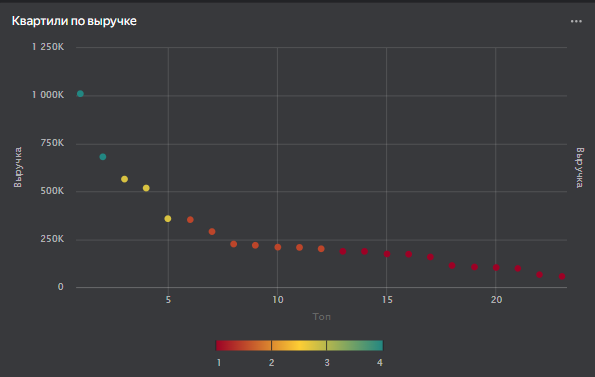 Квартили по выручке
1 250K
1 000K
750K
500K
250K
0
Выручка
Выручка
5 10 15 20
Топ
1 2 3 4